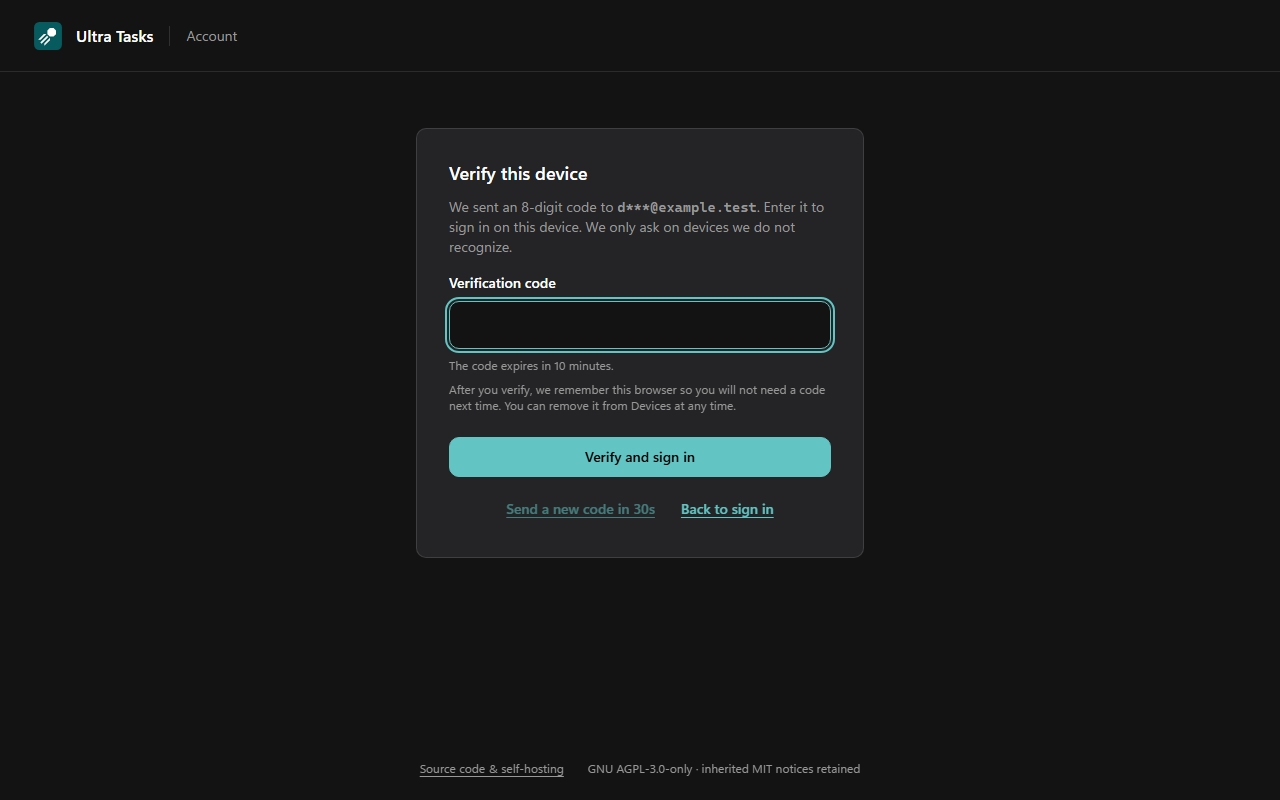 Ultra Tasks
Account
Verify this device
We sent an 8-digit code to d***@example.test. Enter it to
sign in on this device. We only ask on devices we do not
recognize.
Verification code
The code expires in 10 minutes.
After you verify, we remember this browser so you will not need a code
next time. You can remove it from Devices at any time.
Verify and sign in
Send a new code in 30s
Back to sign in
Source code & self-hosting
GNU AGPL-3.0-only · inherited MIT notices retained